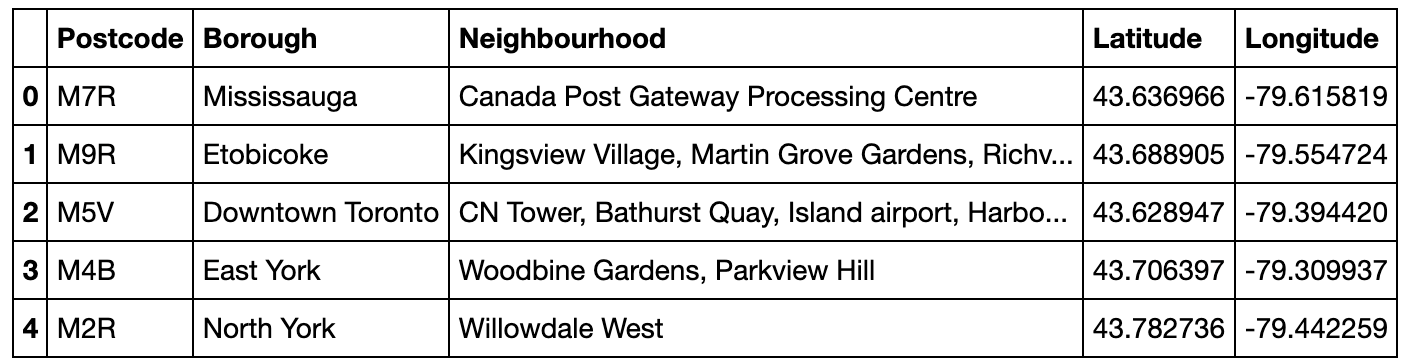 Postcode Borough Neighbourhood Latitude Longitude
0 M7R Mississauga Canada Post Gateway Processing Centre 43.636966 -79.615819
1 M9R Etobicoke Kingsview Village, Martin Grove Gardens, Richv... 43.688905 -79.554724
2 M5V Downtown Toronto CN Tower, Bathurst Quay, Island airport, Harbo... 43.628947 -79.394420
3 M4B East York Woodbine Gardens, Parkview Hill 43.706397 -79.309937
4 M2R North York Willowdale West 43.782736 -79.442259